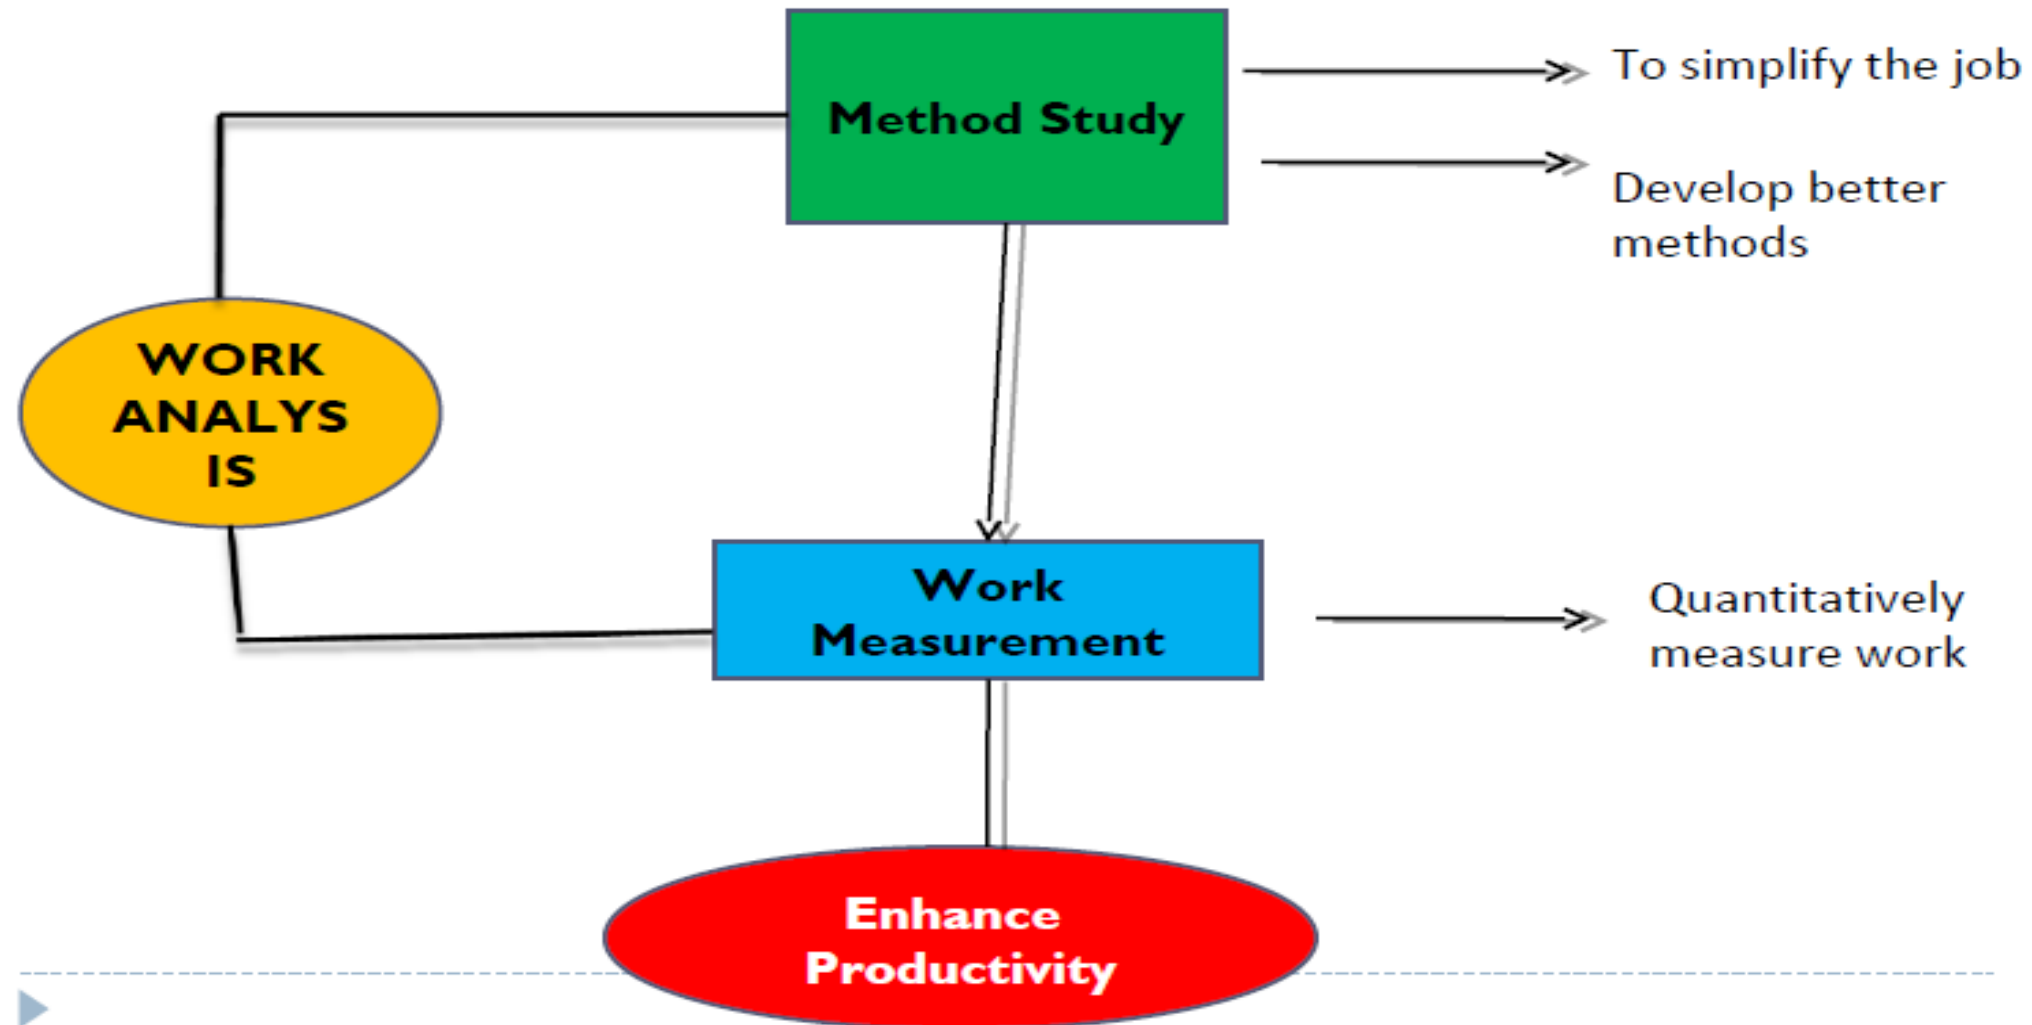 Method Study
To simplify the job
Develop better
methods
WORK
ANALYS
IS
Work
Measurement
Quantitatively
measure work
Enhance
Productivity